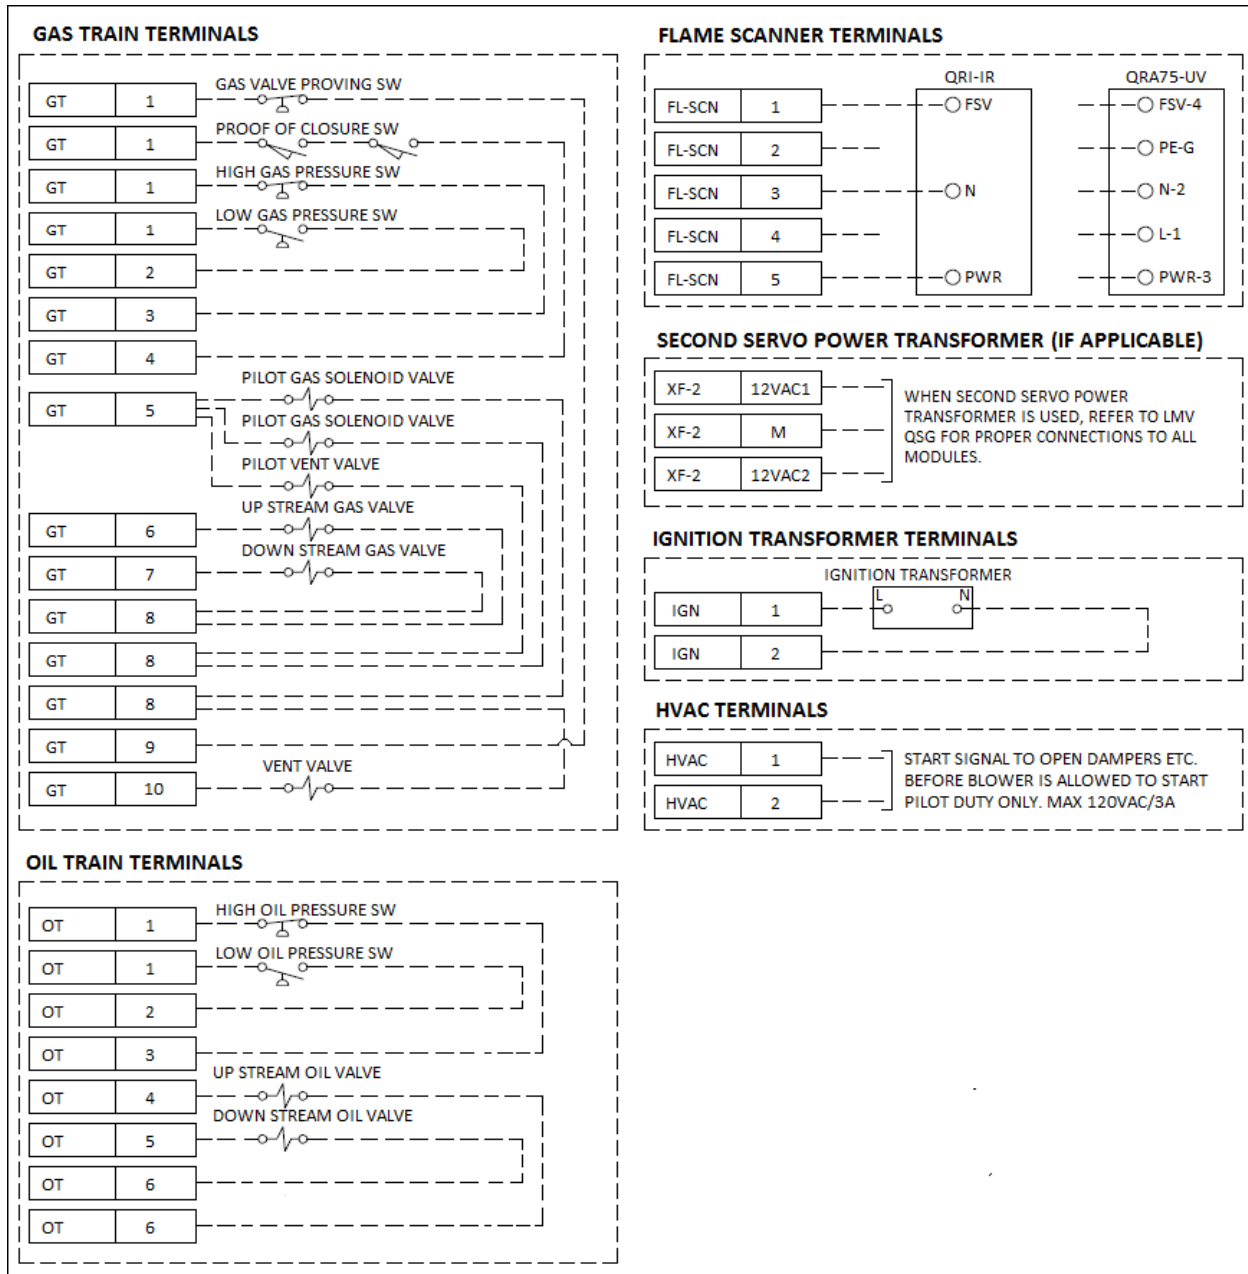 GAS TRAIN TERMINALS
GT 1 GAS VALVE PROVING SW
GT 1 PROOF OF CLOSURE SW
GT 1 HIGH GAS PRESSURE SW
GT 1 LOW GAS PRESSURE SW
GT 2
GT 3
GT 4
PILOT GAS SOLENOID VALVE
GT 5
PILOT GAS SOLENOID VALVE
PILOT VENT VALVE
UP STREAM GAS VALVE
GT 6
DOWN STREAM GAS VALVE
GT 7
GT 8
GT 8
GT 8
GT 9
VENT VALVE
GT 10
OIL TRAIN TERMINALS
HIGH OIL PRESSURE SW
OT 1
LOW OIL PRESSURE SW
OT 1
OT 2
OT 3
UP STREAM OIL VALVE
OT 4
DOWN STREAM OIL VALVE
OT 5
OT 6
OT 6
FLAME SCANNER TERMINALS
QRI-IR QRA75-UV
FL-SCN 1 FSV FSV-4
FL-SCN 2 PE-G
FL-SCN 3 N N-2
FL-SCN 4 L-1
FL-SCN 5 PWR PWR-3
SECOND SERVO POWER TRANSFORMER (IF APPLICABLE)
XF-2 12VAC1
XF-2 M
XF-2 12VAC2
WHEN SECOND SERVO POWER
TRANSFORMER IS USED, REFER TO LMV
QSG FOR PROPER CONNECTIONS TO ALL
MODULES.
IGNITION TRANSFORMER TERMINALS
IGNITION TRANSFORMER
L N
IGN 1
IGN 2
HVAC TERMINALS
HVAC 1
HVAC 2
START SIGNAL TO OPEN DAMPERS ETC.
BEFORE BLOWER IS ALLOWED TO START
PILOT DUTY ONLY. MAX 120VAC/3A